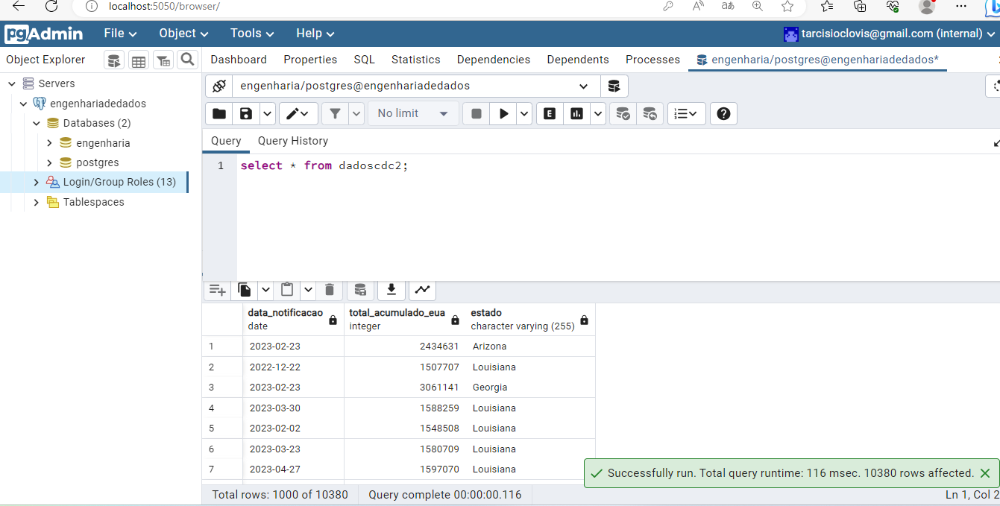 localhost:5050/browser/
pgAdmin File Object Tools Help tarcisioclovis@gmail.com (internal)
Object Explorer Dashboard Properties SQL Statistics Dependencies Dependents Processes engenharia/postgres@engenhariadedados*
Servers
engenhariadedados
Databases (2)
engenharia
postgres
Login/Group Roles (13)
Tablespaces
engenharia/postgres@engenhariadedados
No limit
E
Query Query History
1 select * from dadoscdc2;
data_notificacao total_acumulado_eua estado
date integer character varying (255)
1 2023-02-23 2434631 Arizona
2 2022-12-22 1507707 Louisiana
3 2023-02-23 3061141 Georgia
4 2023-03-30 1588259 Louisiana
5 2023-02-02 1548508 Louisiana
6 2023-03-23 1580709 Louisiana
7 2023-04-27 1597070 Louisiana
Successfully run. Total query runtime: 116 msec. 10380 rows affected.
Total rows: 1000 of 10380 Query complete 00:00:00.116 Ln 1, Col 2